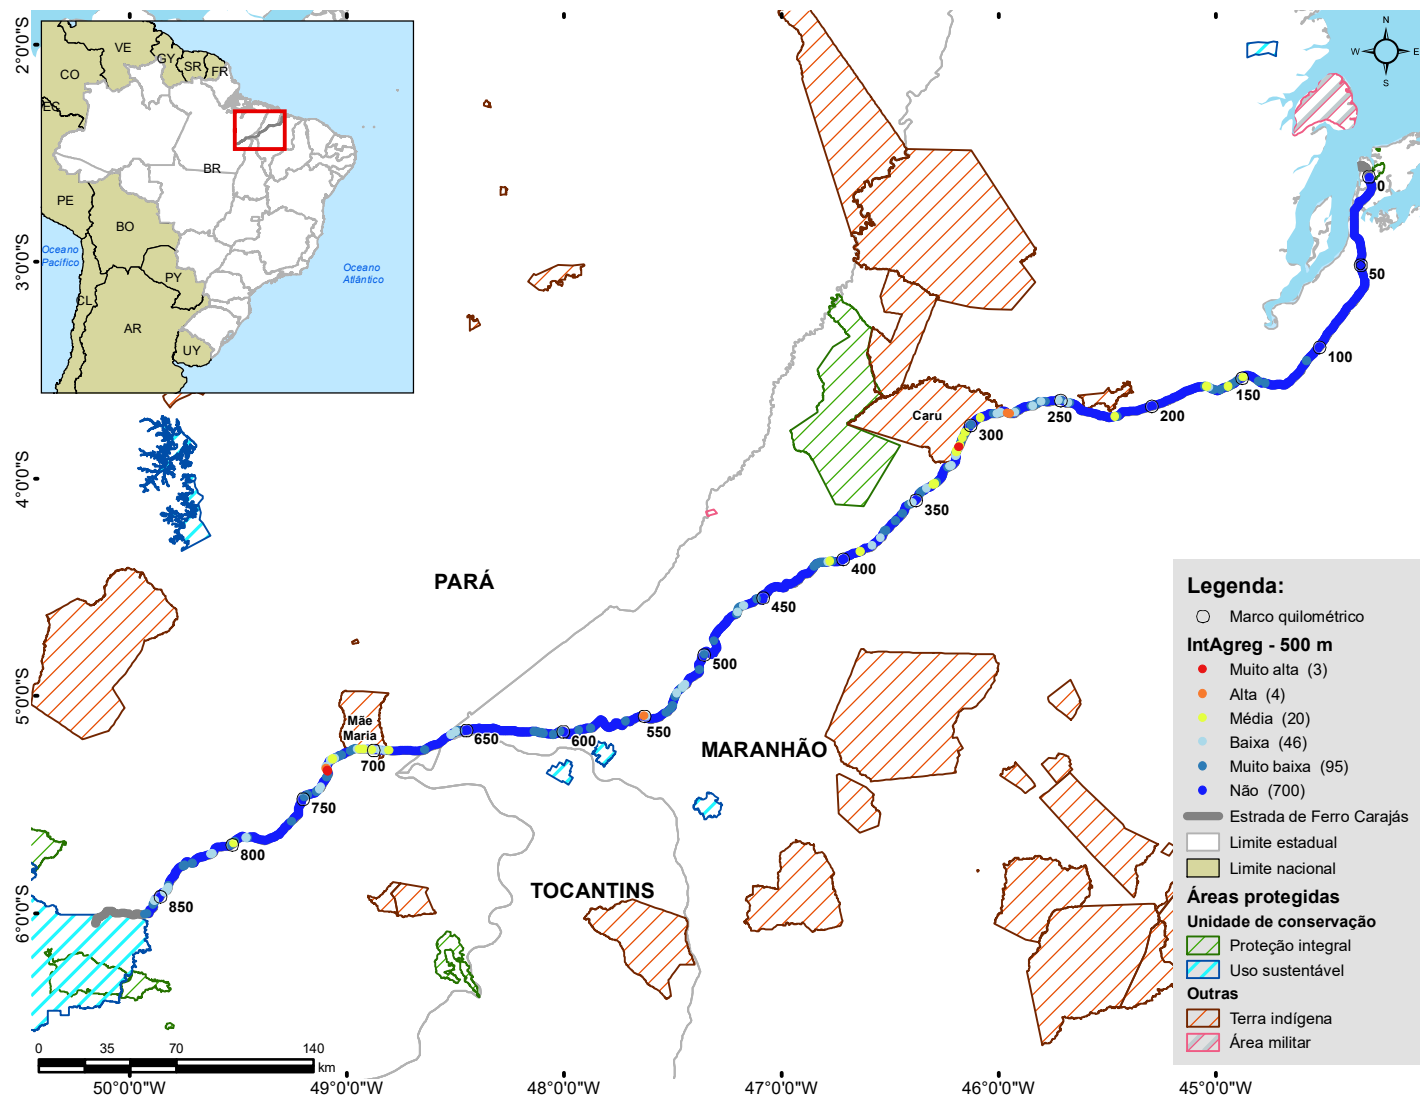 2°0'0"S
3°0'0"S
4°0'0"S
5°0'0"S
6°0'0"S
VE
GY
SR
FR
CO
EC
BR
PE
BO
Oceano
Pacífico
Oceano
Atlântico
PY
CL
AR
UY
N
W
E
S
0
50
100
150
200
250
300
350
400
450
500
550
600
650
700
750
800
850
Caru
Mãe
Maria
PARÁ
MARANHÃO
TOCANTINS
Legenda:
Marco quilométrico
IntAgreg - 500 m
Muito alta (3)
Alta (4)
Média (20)
Baixa (46)
Muito baixa (95)
Não (700)
Estrada de Ferro Carajás
Limite estadual
Limite nacional
Áreas protegidas
Unidade de conservação
Proteção integral
Uso sustentável
Outras
Terra indígena
Área militar
0 35 70 140
km
50°0'0"W 49°0'0"W 48°0'0"W 47°0'0"W 46°0'0"W 45°0'0"W